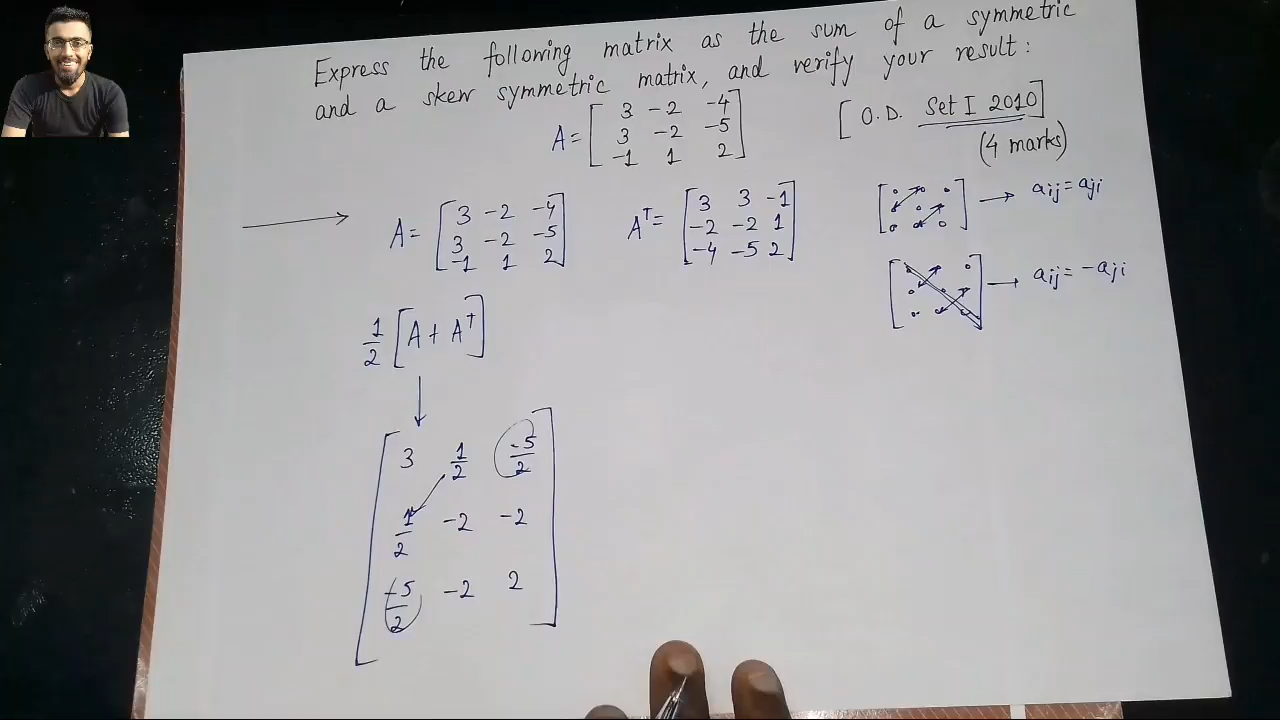 Express the following matrix as the sum of a symmetric
and a skew symmetric matrix, and verify your result:
A = [ 3 -2 -4
3 -2 -5
-1 1 2 ]
[ O.D. Set I 2010 ]
(4 marks)
A = [ 3 -2 -4
3 -2 -5
-1 1 2 ]
Aᵀ = [ 3 3 -1
-2 -2 1
-4 -5 2 ]
→ aij = aji
→ aij = -aji
1/2 [ A + Aᵀ ]
[ 3 1/2 -5/2
1/2 -2 -2
-5/2 -2 2 ]